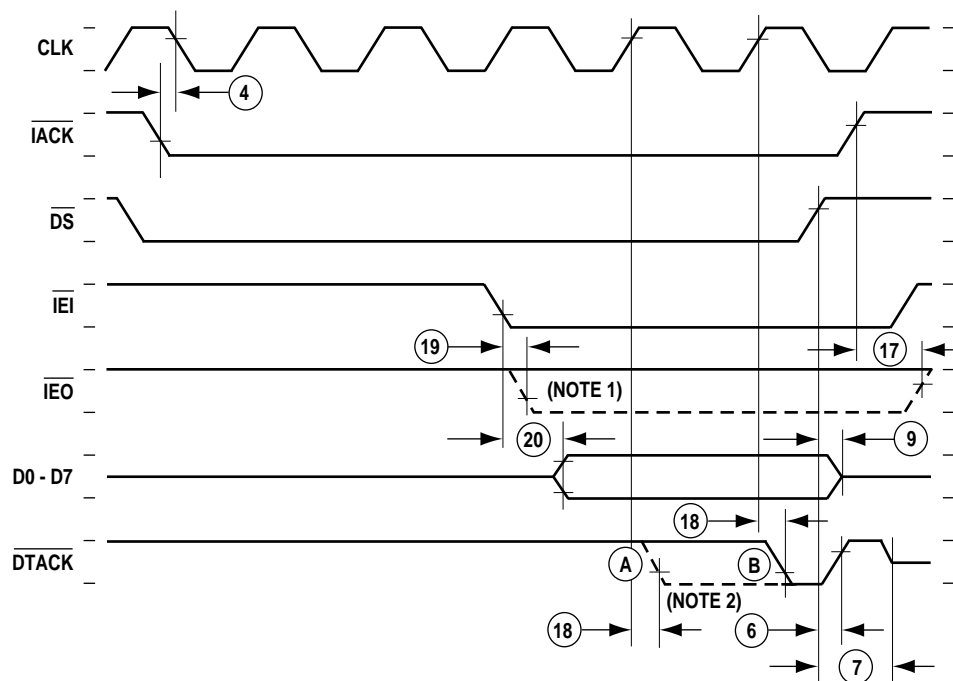 CLK
4
IACK
DS
IEI
19
17
IEO
(NOTE 1)
20
9
D0 - D7
18
DTACK
A
B
(NOTE 2)
18
6
7